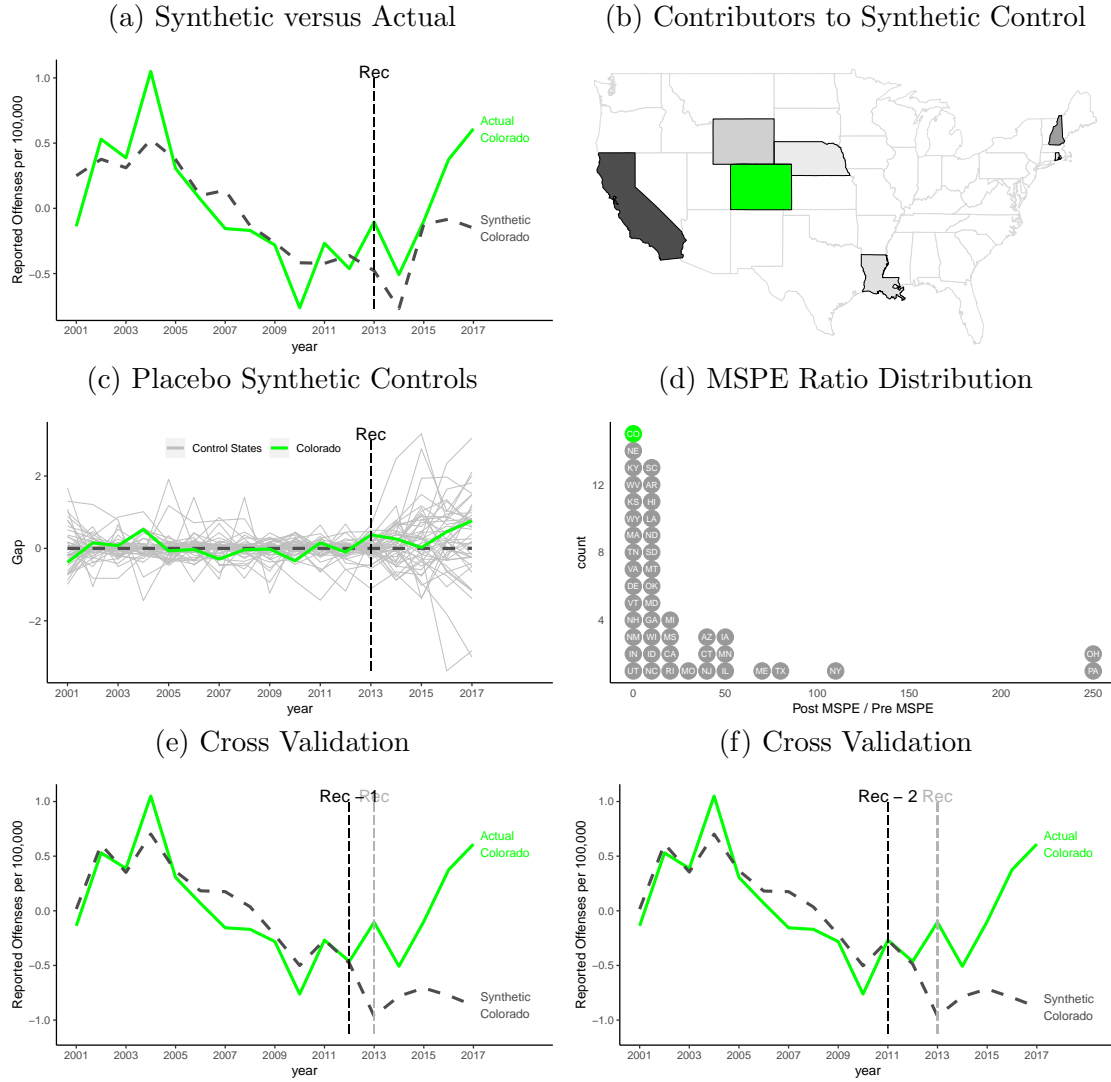 (a) Synthetic versus Actual
Reported Offenses per 100,000
1.0
0.5
0.0
−0.5
Rec
Actual
Colorado
Synthetic
Colorado
2001 2003 2005 2007 2009 2011 2013 2015 2017
year
(b) Contributors to Synthetic Control
(c) Placebo Synthetic Controls
Gap
2
0
−2
Rec
Control States Colorado
2001 2003 2005 2007 2009 2011 2013 2015 2017
year
(d) MSPE Ratio Distribution
count
12
8
4
CO
NE
KY SC
WV AR
KS HI
WY LA
MA ND
TN SD
VA MT
DE OK
VT MD
NH GA MI
NM WI MS AZ IA
IN ID CA CT MN OH
UT NC RI MO NJ IL ME TX NY PA
0 50 100 150 200 250
Post MSPE / Pre MSPE
(e) Cross Validation
Reported Offenses per 100,000
1.0
0.5
0.0
−0.5
−1.0
Rec − 1
Rec
Actual
Colorado
Synthetic
Colorado
2001 2003 2005 2007 2009 2011 2013 2015 2017
year
(f) Cross Validation
Reported Offenses per 100,000
1.0
0.5
0.0
−0.5
−1.0
Rec − 2 Rec
Actual
Colorado
Synthetic
Colorado
2001 2003 2005 2007 2009 2011 2013 2015 2017
year